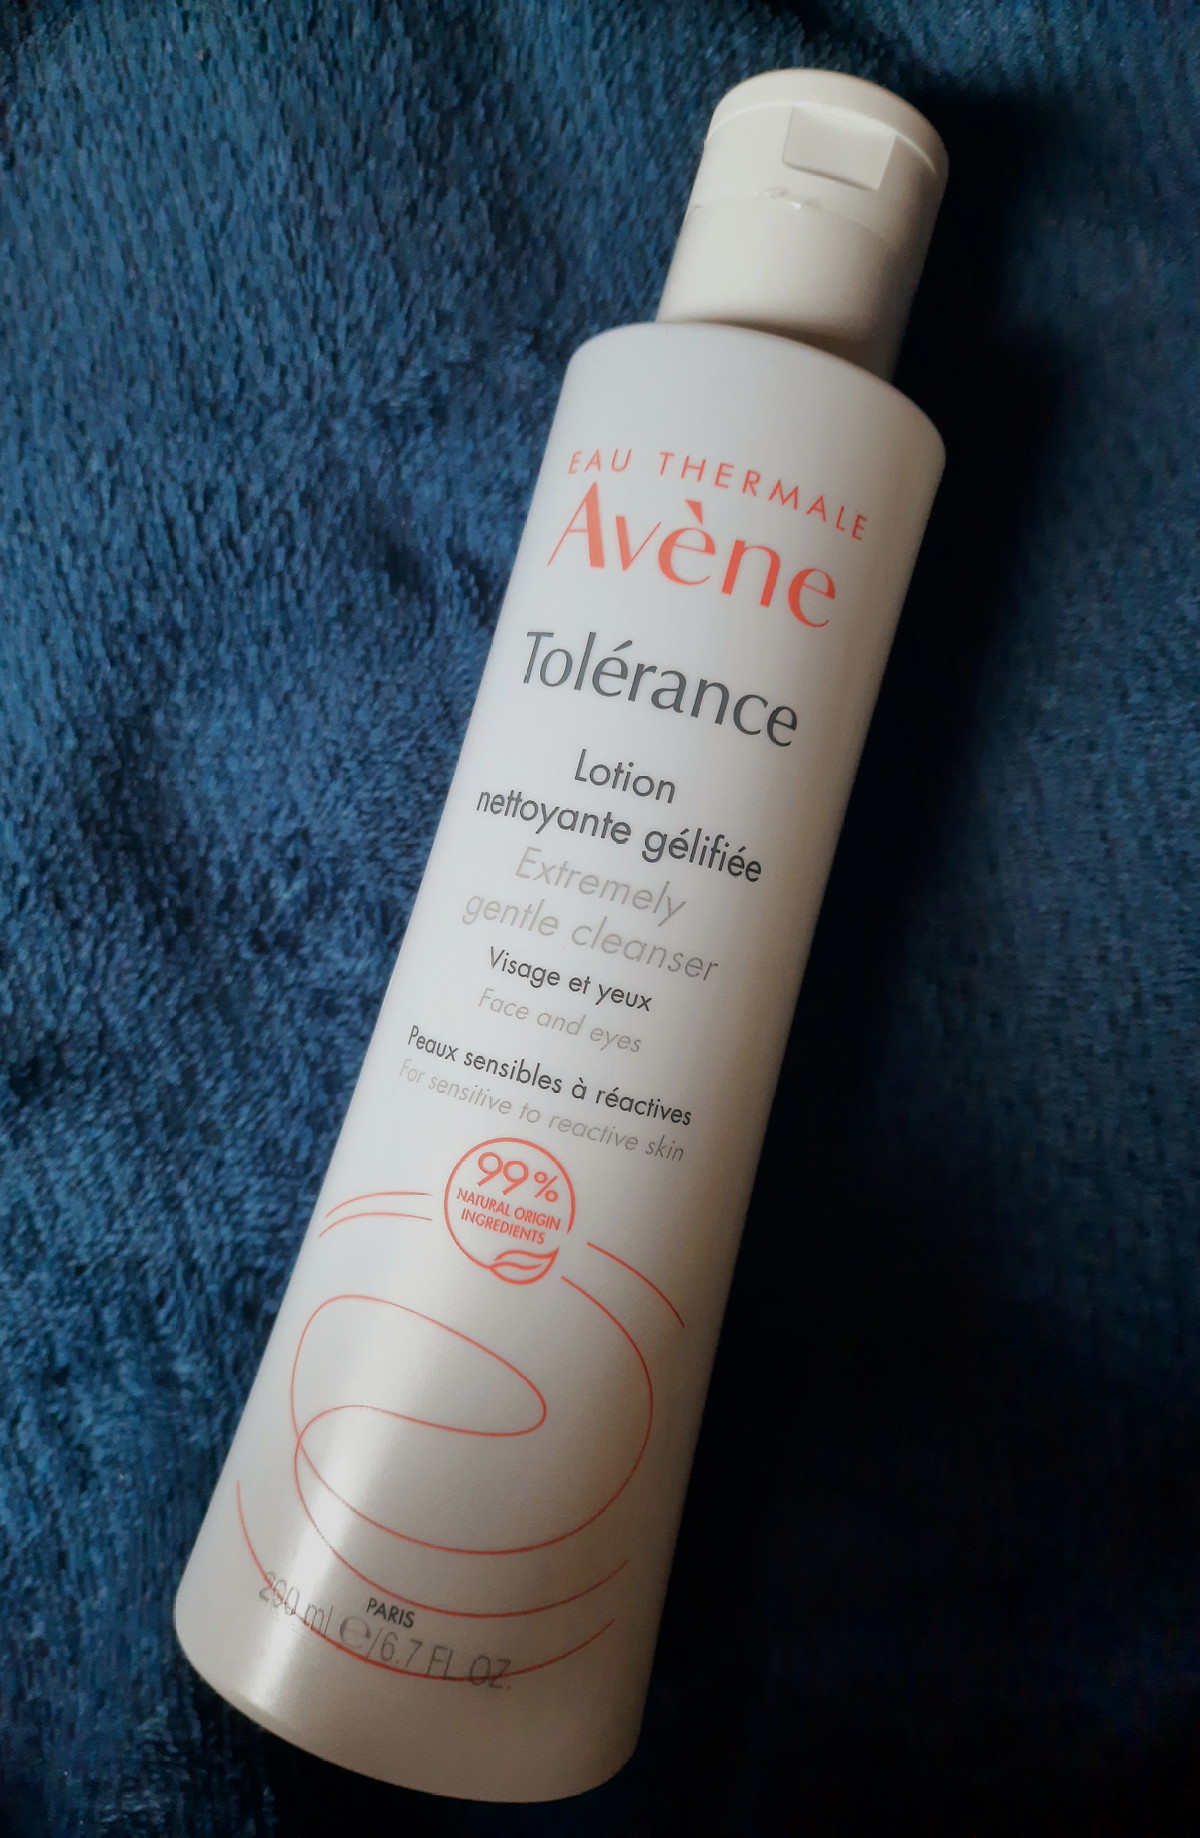 EAU THERMALE
Avène
Tolérance
Lotion
nettoyante gélifiée
Extremely
gentle cleanser
Visage et yeux
Face and eyes
Peaux sensibles à réactives
For sensitive to reactive skin
99%
NATURAL ORIGIN
INGREDIENTS
PARIS
200 ml ℮/6.7 FL. OZ.